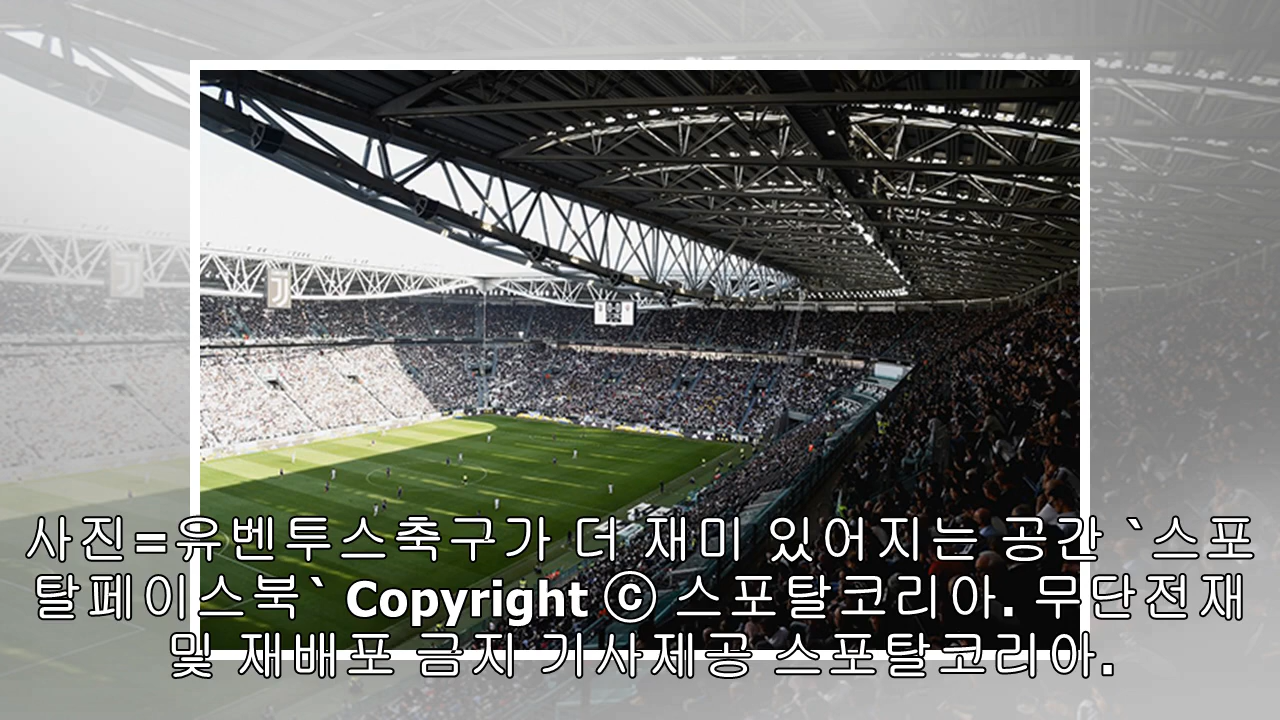 사진=유벤투스축구가 더 재미 있어지는 공간 `스포
탈페이스북` Copyright ⓒ 스포탈코리아. 무단전재
및 재배포 금지 기사제공 스포탈코리아.